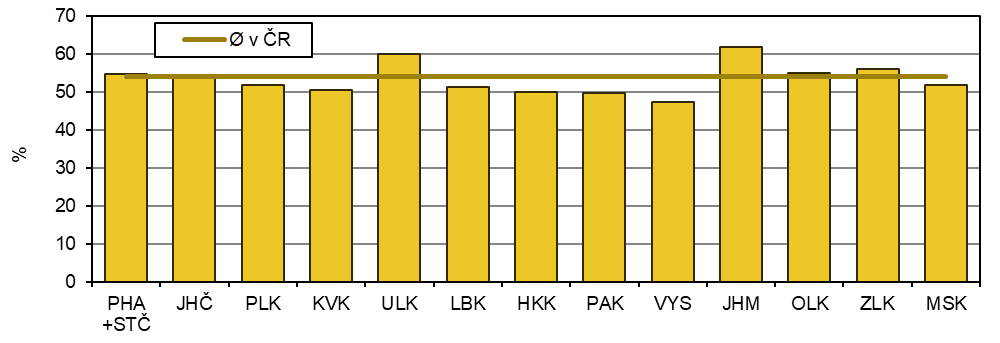 70
60
50
40
30
20
10
0
%
Ø v ČR
PHA +STČ
JHČ
PLK
KVK
ULK
LBK
HKK
PAK
VYS
JHM
OLK
ZLK
MSK